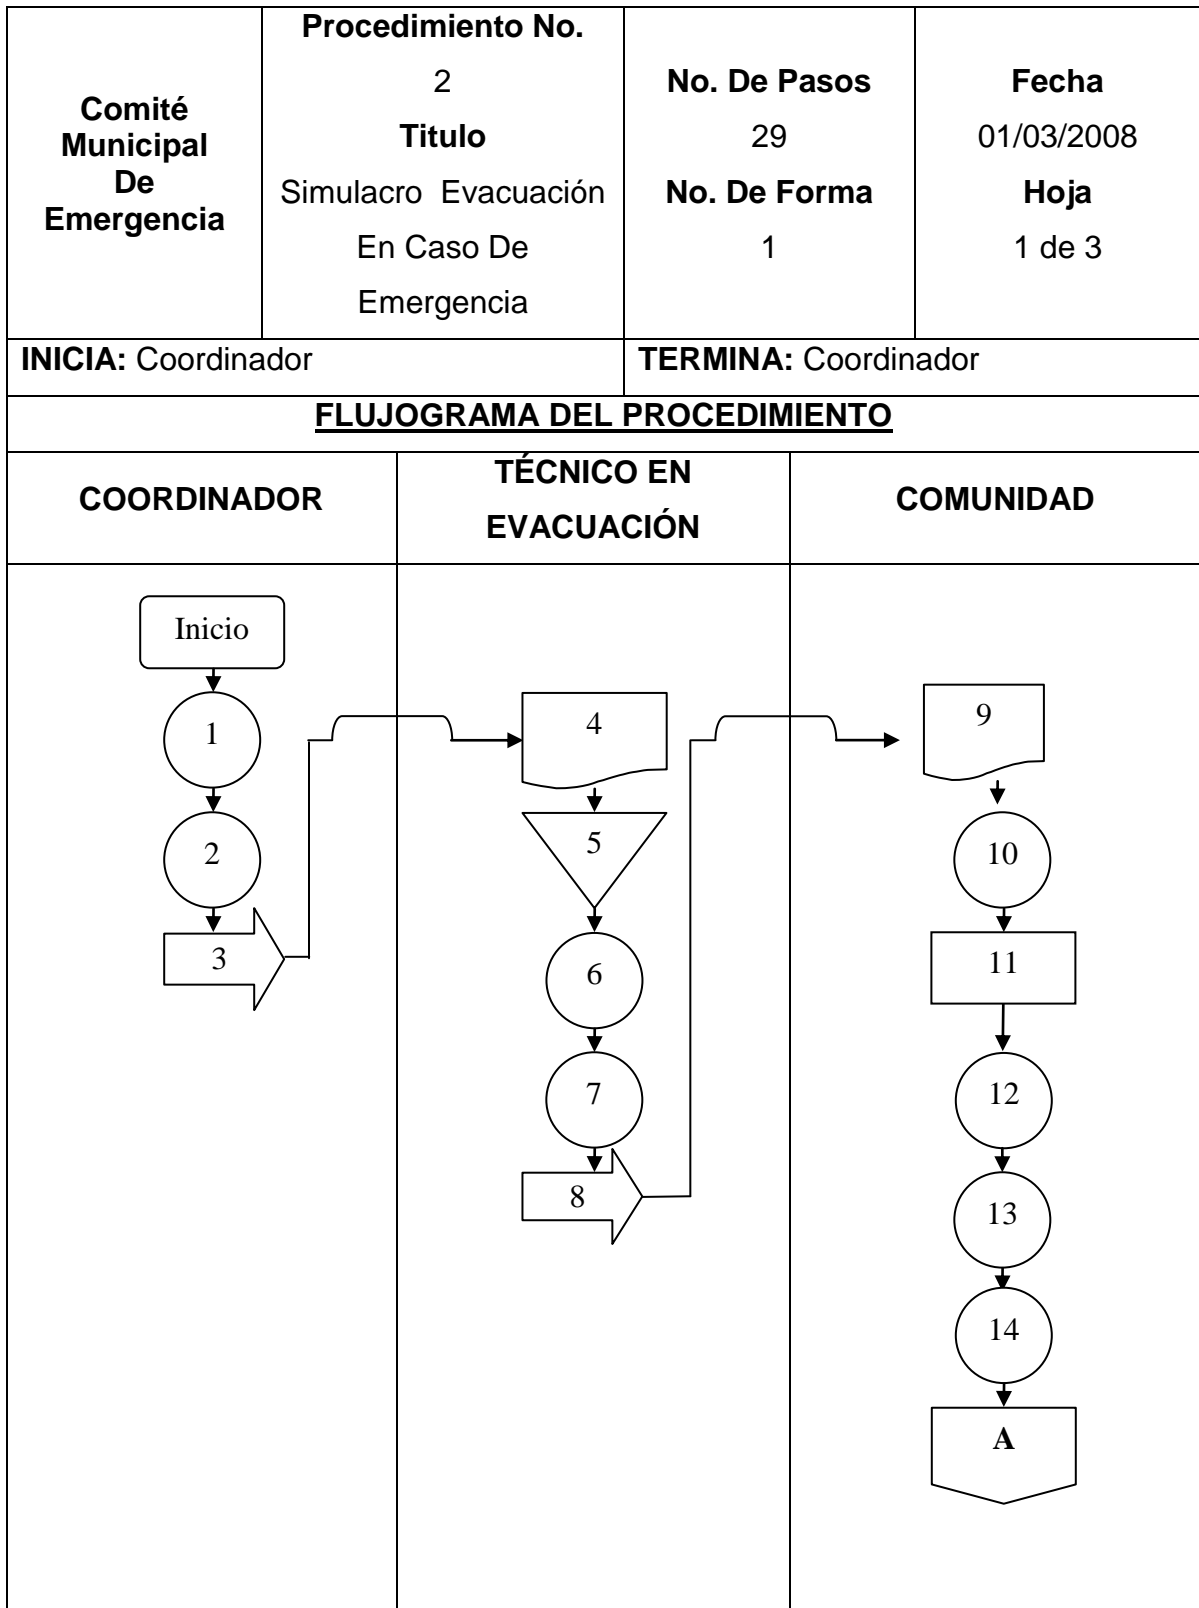 Comité
Municipal
De
Emergencia
Procedimiento No.
2
Titulo
Simulacro Evacuación
En Caso De
Emergencia
No. De Pasos
29
No. De Forma
1
Fecha
01/03/2008
Hoja
1 de 3
INICIA: Coordinador
TERMINA: Coordinador
FLUJOGRAMA DEL PROCEDIMIENTO
COORDINADOR
TÉCNICO EN
EVACUACIÓN
COMUNIDAD
Inicio
1
2
3
4
5
6
7
8
9
10
11
12
13
14
A